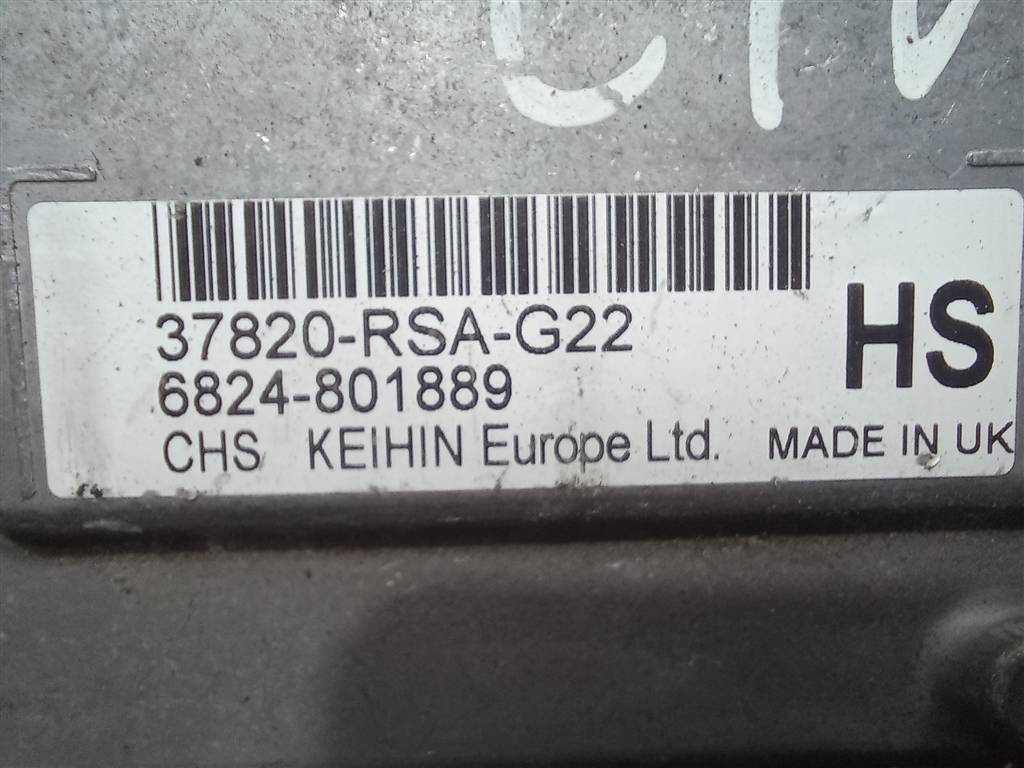 37820-RSA-G22
6824-801889
HS
CHS KEIHIN Europe Ltd. MADE IN UK